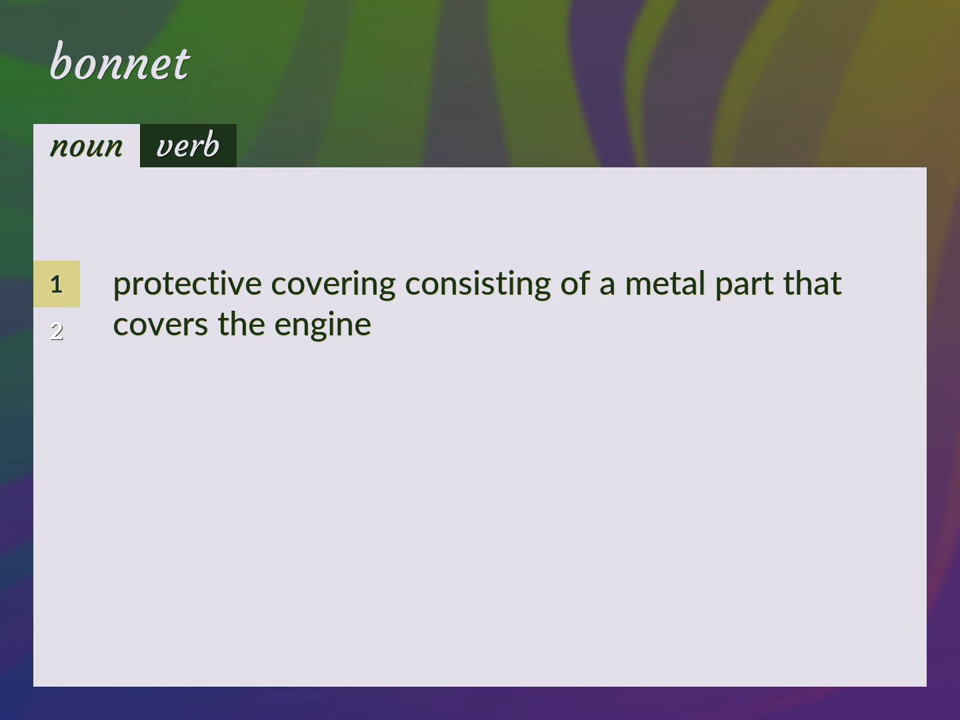 bonnet
noun verb
1 protective covering consisting of a metal part that
2 covers the engine